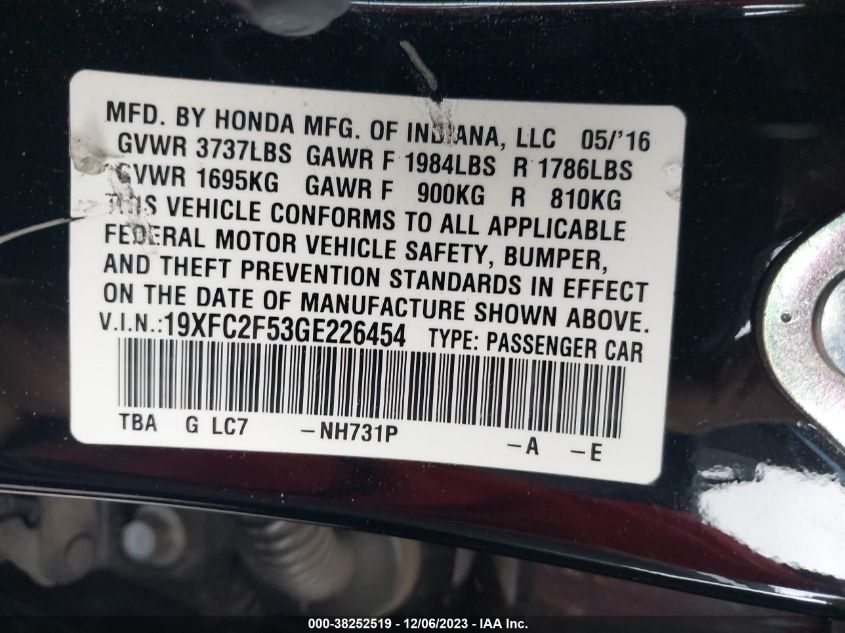 MFD. BY HONDA MFG. OF INDIANA, LLC 05/'16
GVWR 3737LBS GAWR F 1984LBS R 1786LBS
GVWR 1695KG GAWR F 900KG R 810KG
THIS VEHICLE CONFORMS TO ALL APPLICABLE
FEDERAL MOTOR VEHICLE SAFETY, BUMPER,
AND THEFT PREVENTION STANDARDS IN EFFECT
ON THE DATE OF MANUFACTURE SHOWN ABOVE.
V.I.N.:19XFC2F53GE226454 TYPE: PASSENGER CAR
TBA G LC7 -NH731P -A -E
000-38252519 - 12/06/2023 - IAA Inc.